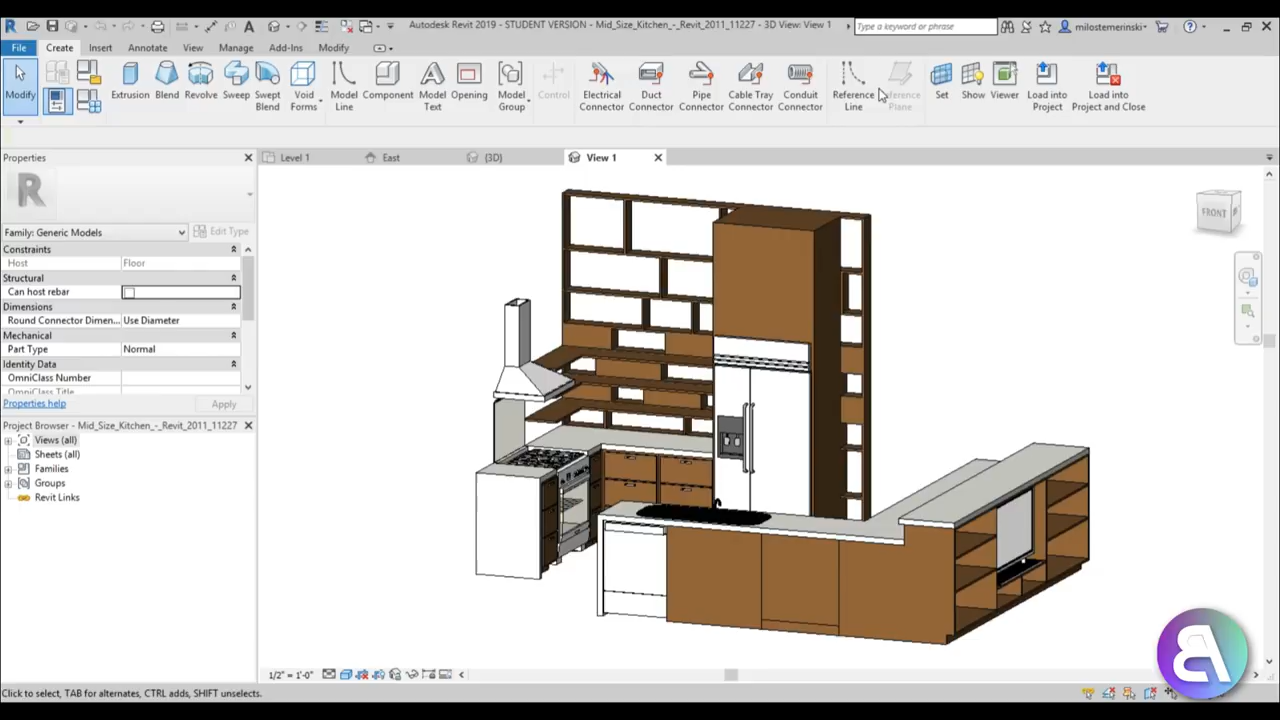 Autodesk Revit 2019 - STUDENT VERSION - Mid_Size_Kitchen_-_Revit_2011_11227 - 3D View: View 1
Type a keyword or phrase
milostemerinski
File Create Insert Annotate View Manage Add-Ins Modify
Modify
Extrusion
Blend
Revolve
Sweep
Swept Blend
Void Forms
Model Line
Component
Model Text
Opening
Model Group
Control
Electrical Connector
Duct Connector
Pipe Connector
Cable Tray Connector
Conduit Connector
Reference Line
Plane
Set
Show
Viewer
Load into Project
Load into Project and Close
Properties
Level 1
East
{3D}
View 1
R
Family: Generic Models
Edit Type
Constraints
Host Floor
Structural
Can host rebar
Dimensions
Round Connector Dimen... Use Diameter
Mechanical
Part Type Normal
Identity Data
OmniClass Number
OmniClass Title
Properties help
Apply
Project Browser - Mid_Size_Kitchen_-_Revit_2011_11227
Views (all)
Sheets (all)
Families
Groups
Revit Links
FRONT
1/2" = 1'-0"
Click to select, TAB for alternates, CTRL adds, SHIFT unselects.